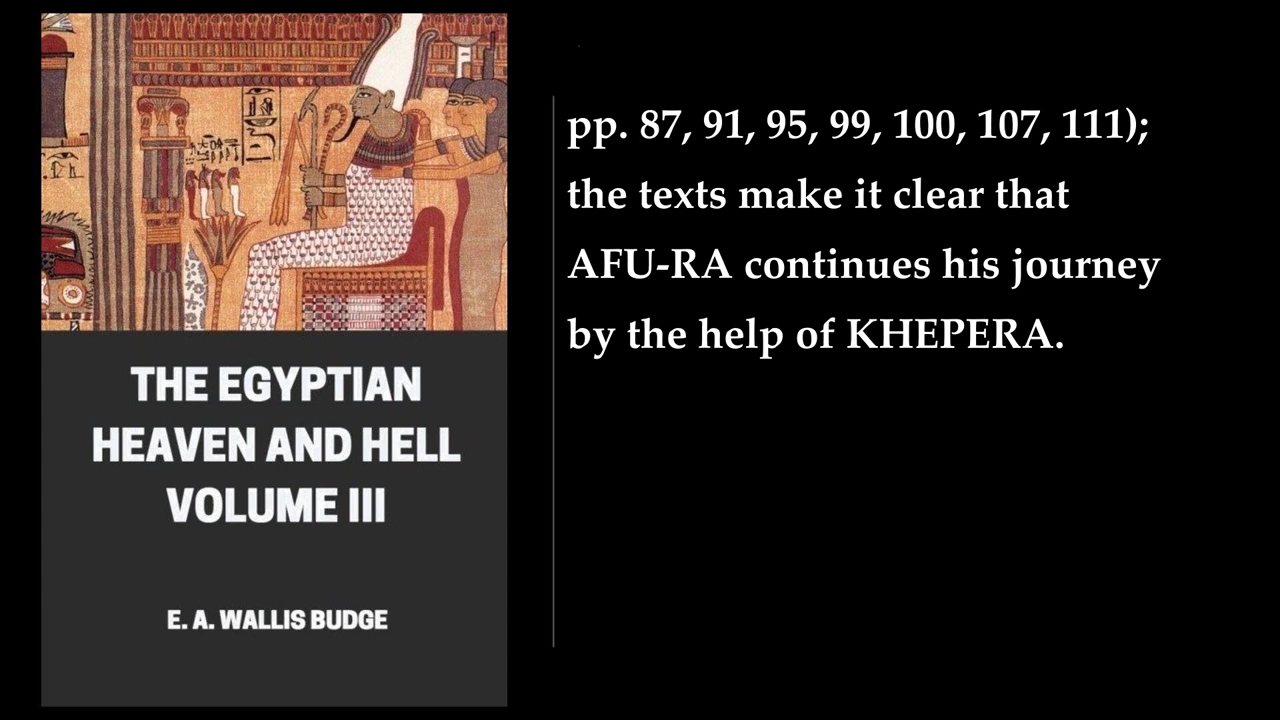 THE EGYPTIAN
HEAVEN AND HELL
VOLUME III
E. A. WALLIS BUDGE
pp. 87, 91, 95, 99, 100, 107, 111);
the texts make it clear that
AFU-RA continues his journey
by the help of KHEPERA.